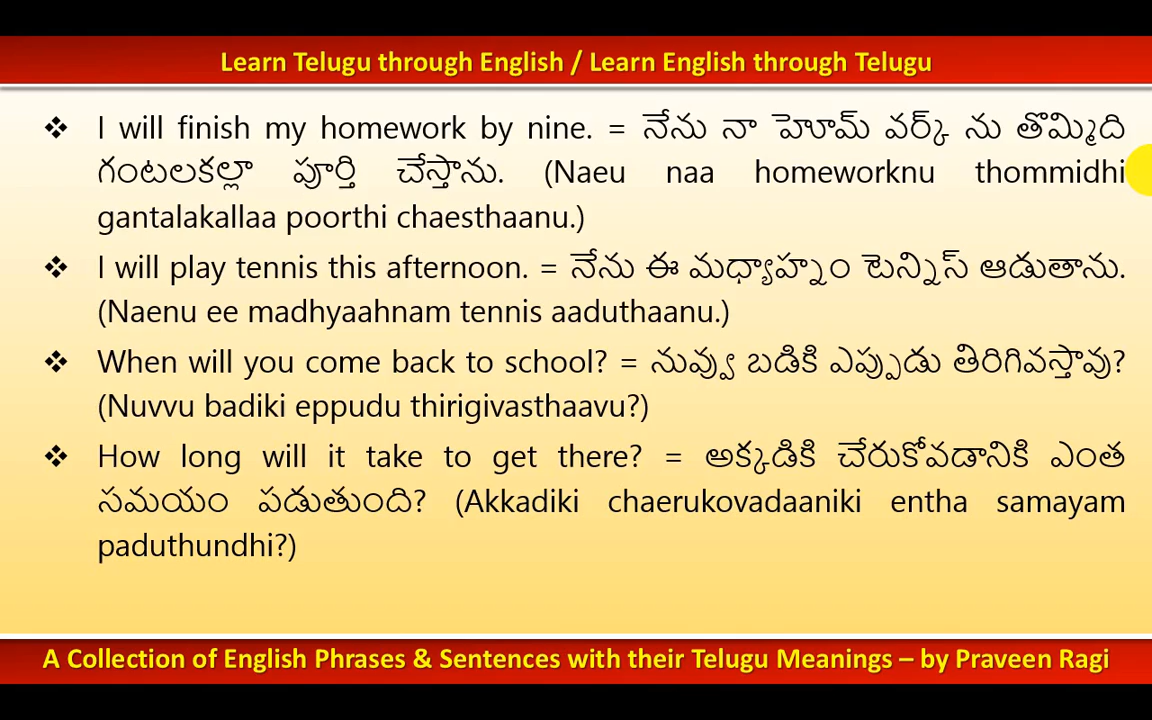 Learn Telugu through English / Learn English through Telugu
❖ I will finish my homework by nine. = నేను నా హెూమ్ వర్క్ ను తొమ్మిది
గంటలకల్లా పూర్తి చేస్తాను. (Naeu naa homeworknu thommidhi
gantalakallaa poorthi chaesthaanu.)
❖ I will play tennis this afternoon. = నేను ఈ మధ్యాహ్నం టెన్నిస్ ఆడుతాను.
(Naenu ee madhyaahnam tennis aaduthaanu.)
❖ When will you come back to school? = నువ్వు బడికి ఎప్పుడు తిరిగివస్తావు?
(Nuvvu badiki eppudu thirigivasthaavu?)
❖ How long will it take to get there? = అక్కడికి చేరుకోవడానికి ఎంత
సమయం పడుతుంది? (Akkadiki chaerukovadaaniki entha samayam
paduthundhi?)
A Collection of English Phrases & Sentences with their Telugu Meanings – by Praveen Ragi